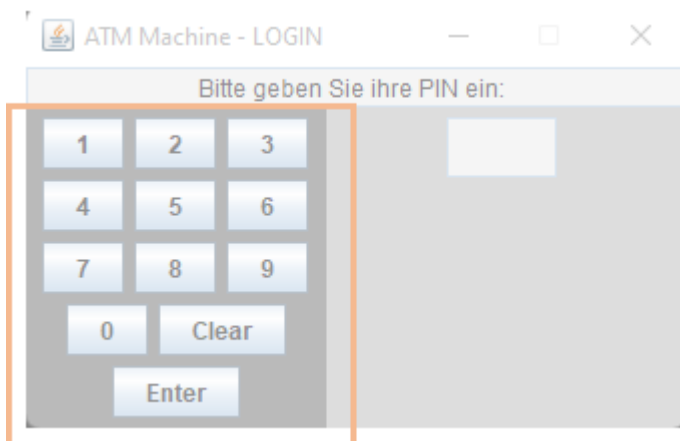 ATM Machine - LOGIN
Bitte geben Sie ihre PIN ein:
1 2 3
4 5 6
7 8 9
0 Clear
Enter